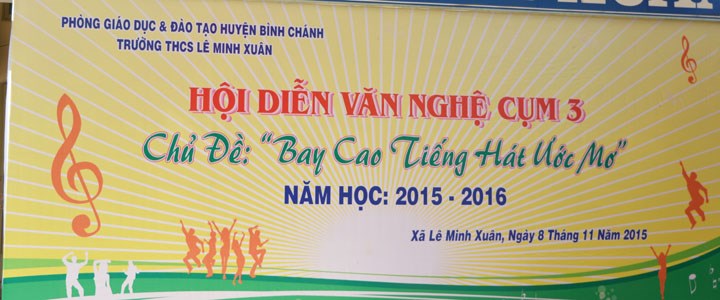 PHÒNG GIÁO DỤC & ĐÀO TẠO HUYỆN BÌNH CHÁNH
TRƯỜNG THCS LÊ MINH XUÂN
HỘI DIỄN VĂN NGHỆ CỤM 3
Chủ Đề: "Bay Cao Tiếng Hát Ước Mơ"
NĂM HỌC: 2015 - 2016
Xã Lê Minh Xuân, Ngày 8 Tháng 11 Năm 2015